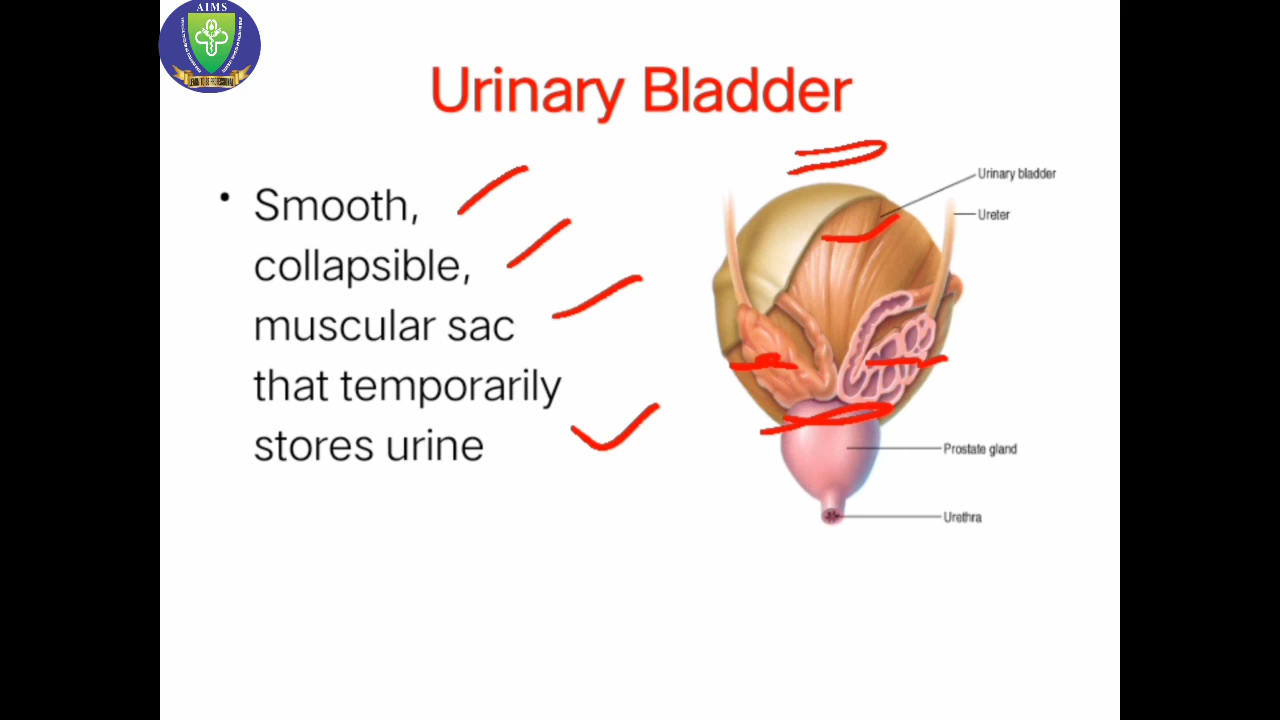 AIMS
Urinary Bladder
• Smooth,
collapsible,
muscular sac
that temporarily
stores urine
Urinary bladder
Ureter
Prostate gland
Urethra